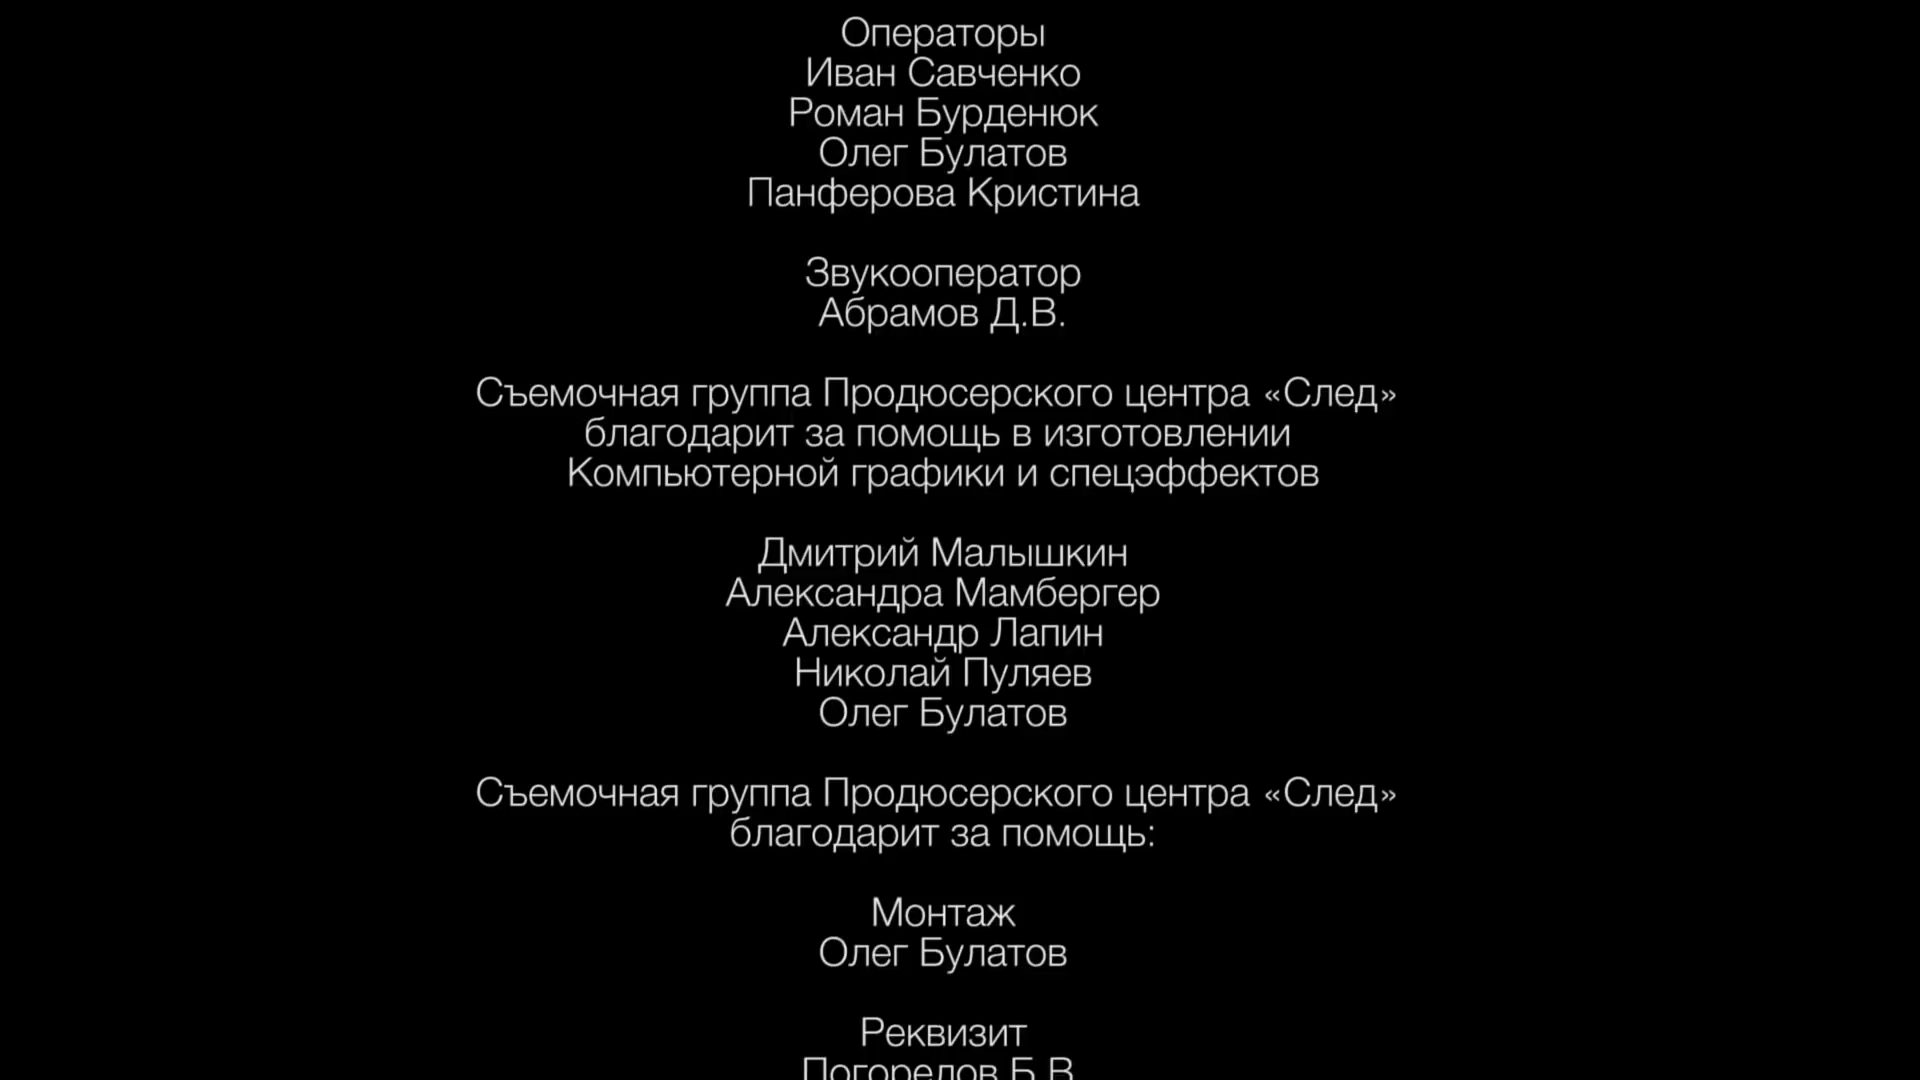 Операторы
Иван Савченко
Роман Бурденюк
Олег Булатов
Панферова Кристина
Звукооператор
Абрамов Д.В.
Съемочная группа Продюсерского центра «След»
благодарит за помощь в изготовлении
Компьютерной графики и спецэффектов
Дмитрий Малышкин
Александра Мамбергер
Александр Лапин
Николай Пуляев
Олег Булатов
Съемочная группа Продюсерского центра «След»
благодарит за помощь:
Монтаж
Олег Булатов
Реквизит
Погорелов Б.В.